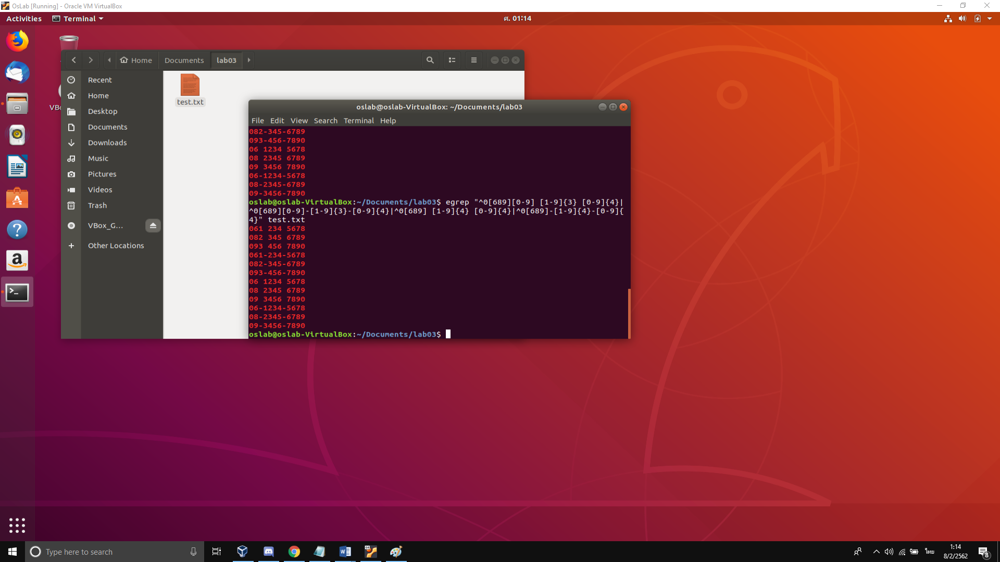 OsLab [Running] - Oracle VM VirtualBox
Activities
Terminal
ศ. 01:14
Home
Documents
lab03
Recent
Home
Desktop
Documents
Downloads
Music
Pictures
Videos
Trash
VBox_G...
Other Locations
test.txt
oslab@oslab-VirtualBox: ~/Documents/lab03
File Edit View Search Terminal Help
082-345-6789
093-456-7890
06 1234 5678
08 2345 6789
09 3456 7890
06-1234-5678
08-2345-6789
09-3456-7890
oslab@oslab-VirtualBox:~/Documents/lab03$ egrep "^0[689][0-9] [1-9]{3} [0-9]{4}|
^0[689][0-9]-[1-9]{3}-[0-9]{4}|^0[689] [1-9]{4} [0-9]{4}|^0[689]-[1-9]{4}-[0-9]{
4}" test.txt
061 234 5678
082 345 6789
093 456 7890
061-234-5678
082-345-6789
093-456-7890
06 1234 5678
08 2345 6789
09 3456 7890
06-1234-5678
08-2345-6789
09-3456-7890
oslab@oslab-VirtualBox:~/Documents/lab03$
Type here to search
ไทย
1:14
8/2/2562
8